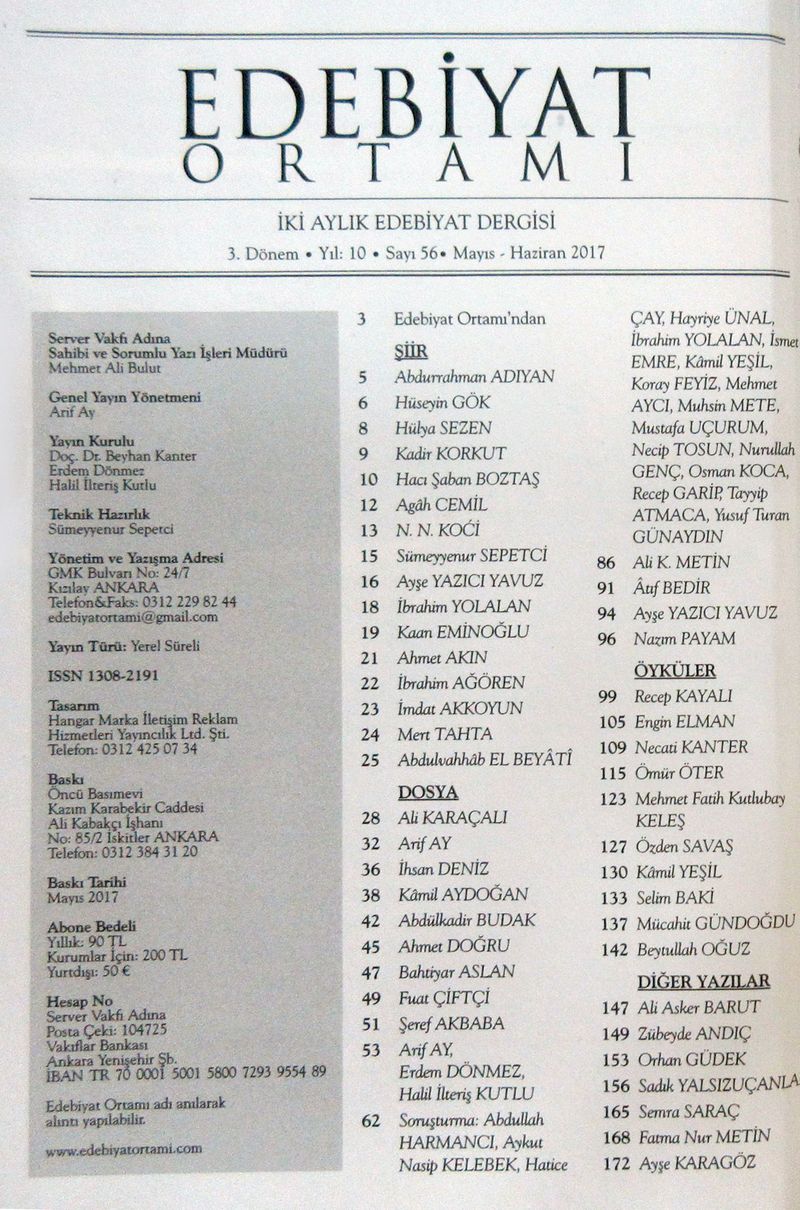 EDEBİYAT
ORTAMI
İKİ AYLIK EDEBİYAT DERGİSİ
3. Dönem • Yıl: 10 • Sayı 56• Mayıs - Haziran 2017
Server Vakfı Adına
Sahibi ve Sorumlu Yazı İşleri Müdürü
Mehmet Ali Bulut
Genel Yayın Yönetmeni
Arif Ay
Yayın Kurulu
Doç. Dr. Beyhan Kanter
Erdem Dönmez
Halil İlteriş Kutlu
Teknik Hazırlık
Sümeyyenur Sepetci
Yönetim ve Yazışma Adresi
GMK Bulvarı No: 24/7
Kızılay ANKARA
Telefon&Faks: 0312 229 82 44
edebiyatortami@gmail.com
Yayın Türü: Yerel Süreli
ISSN 1308-2191
Tasarım
Hangar Marka İletişim Reklam
Hizmetleri Yayıncılık Ltd. Şti.
Telefon: 0312 425 07 34
Baskı
Öncü Basımevi
Kazım Karabekir Caddesi
Ali Kabakçı İşhanı
No: 85/2 İskitler ANKARA
Telefon: 0312 384 31 20
Baskı Tarihi
Mayıs 2017
Abone Bedeli
Yıllık: 90 TL
Kurumlar İçin: 200 TL
Yurtdışı: 50 €
Hesap No
Server Vakfı Adına
Posta Çeki: 104725
Vakıflar Bankası
Ankara Yenişehir Şb.
IBAN TR 70 0001 5001 5800 7293 9554 89
Edebiyat Ortamı adı anılarak
alıntı yapılabilir.
www.edebiyatortami.com
3 Edebiyat Ortamı'ndan
ŞİİR
5 Abdurrahman ADIYAN
6 Hüseyin GÖK
8 Hülya SEZEN
9 Kadir KORKUT
10 Hacı Şaban BOZTAŞ
12 Agâh CEMİL
13 N. N. KOĆİ
15 Sümeyyenur SEPETCİ
16 Ayşe YAZICI YAVUZ
18 İbrahim YOLALAN
19 Kaan EMİNOĞLU
21 Ahmet AKIN
22 İbrahim AĞÖREN
23 İmdat AKKOYUN
24 Mert TAHTA
25 Abdulvahhâb EL BEYÂTÎ
DOSYA
28 Ali KARAÇALI
32 Arif AY
36 İhsan DENİZ
38 Kâmil AYDOĞAN
42 Abdülkadir BUDAK
45 Ahmet DOĞRU
47 Bahtiyar ASLAN
49 Fuat ÇİFTÇİ
51 Şeref AKBABA
53 Arif AY,
Erdem DÖNMEZ,
Halil İlteriş KUTLU
62 Soruşturma: Abdullah
HARMANCI, Aykut
Nasip KELEBEK, Hatice
ÇAY, Hayriye ÜNAL,
İbrahim YOLALAN, İsmet
EMRE, Kâmil YEŞİL,
Koray FEYİZ, Mehmet
AYCI, Muhsin METE,
Mustafa UÇURUM,
Necip TOSUN, Nurullah
GENÇ, Osman KOCA,
Recep GARİP, Tayyip
ATMACA, Yusuf Turan
GÜNAYDIN
86 Ali K. METİN
91 Âtıf BEDİR
94 Ayşe YAZICI YAVUZ
96 Nazım PAYAM
ÖYKÜLER
99 Recep KAYALI
105 Engin ELMAN
109 Necati KANTER
115 Ömür ÖTER
123 Mehmet Fatih Kutlubay
KELEŞ
127 Özden SAVAŞ
130 Kâmil YEŞİL
133 Selim BAKİ
137 Mücahit GÜNDOĞDU
142 Beytullah OĞUZ
DİĞER YAZILAR
147 Ali Asker BARUT
149 Zübeyde ANDIÇ
153 Orhan GÜDEK
156 Sadık YALSIZUÇANLA
165 Semra SARAÇ
168 Fatma Nur METİN
172 Ayşe KARAGÖZ